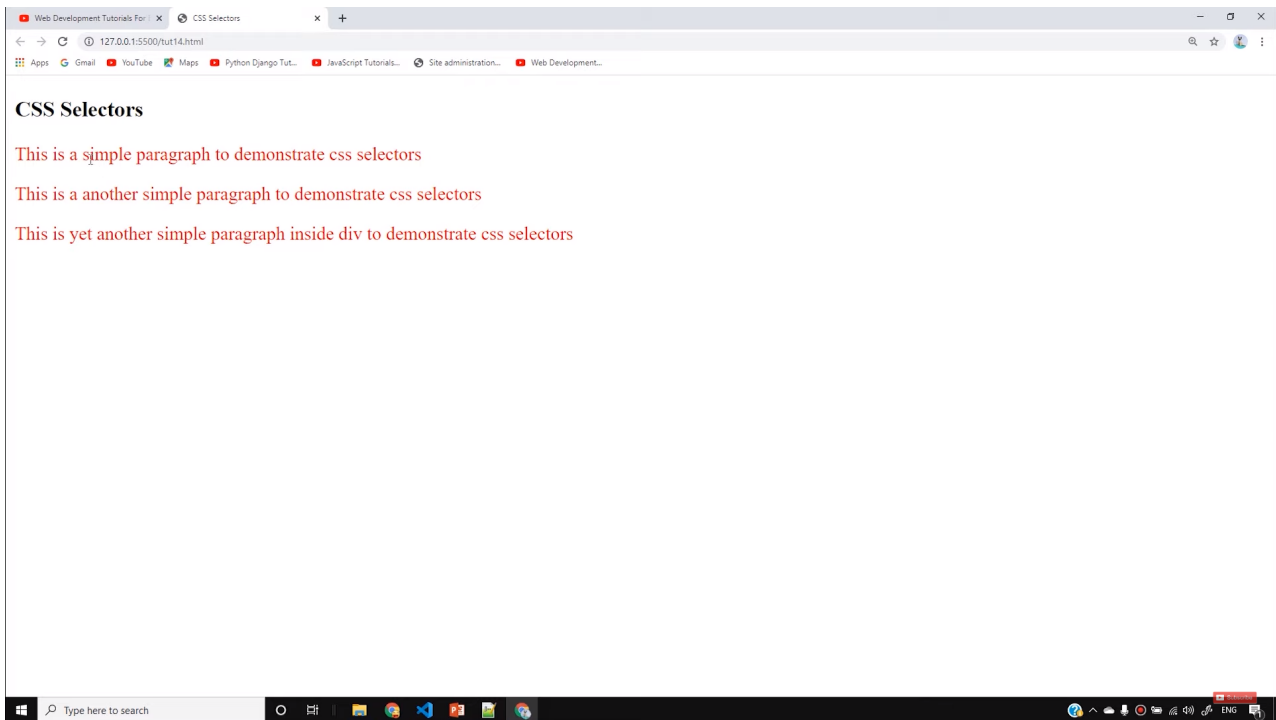 Web Development Tutorials For
CSS Selectors
127.0.0.1:5500/tut14.html
Apps Gmail YouTube Maps Python Django Tut... JavaScript Tutorials... Site administration... Web Development...
CSS Selectors
This is a simple paragraph to demonstrate css selectors
This is a another simple paragraph to demonstrate css selectors
This is yet another simple paragraph inside div to demonstrate css selectors
Subscribe
Type here to search
ENG